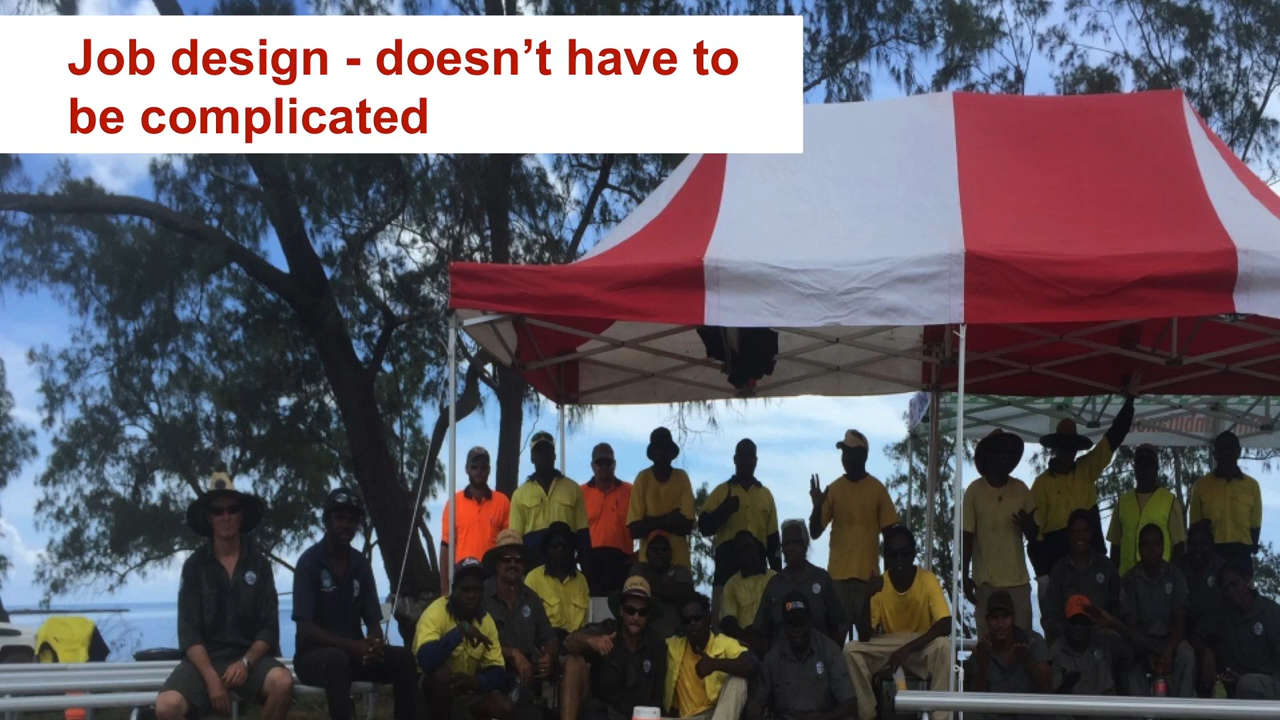 Job design - doesn’t have to
be complicated